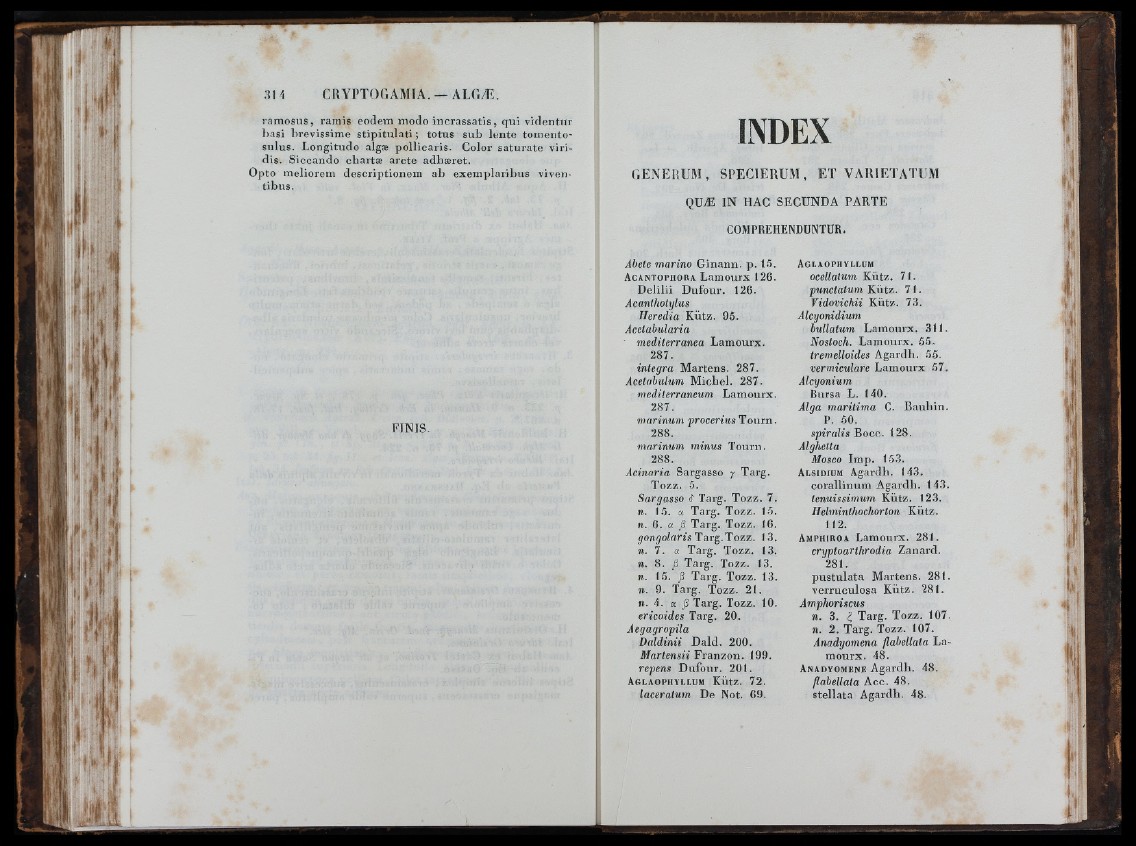 314 CRYPTOGAMIA. — ALGÆ.
ramosus, ramis eodem modo incrassatis, qui videntur
basi brevissime stipitulati; totus sub lente tomento-
sulus. Longitudo algæ pollicaris. Color saturate viri-
dis. Siccando chartæ arcte adhæret.
Opto meliorem descriptionem ab exemplaribus viven-
tibus.
FINIS.
INDEX
GENERUM, SPECIERUM, ET VARIETATUM
QUÆ IN HAC SECUNDA PARTE
COMPREHENDUNTUR.
Abete marino Ginann. p. 15.
ACANTOPHORA Lamourx 126.
Delilii Dufour. 126.
Acantholytus
Heredia Kütz. 95.
Acetabularia
mediterranea Lamourx.
287.
integra Martens. 287.
Acetabulum Michel. 287.
mediterraneum Lamourx.
287.
marinum procerius Tourn.
288.
marinum minus Tourn.
288.
Acinaria Sargasso γ Targ.
Tozz. 5.
Sargasso δ Targ. Tozz. 7.
n. 15. α Targ. Tozz. 15.
n. 6. α β Targ. Tozz. 16.
gongolaris Targ. Tozz. 13.
n. 7. α Targ. Tozz. 13.
n. 8. β Targ. Tozz. 13.
n. 15. β Targ. Tozz. 13.
n. 9. Targ. Tozz. 21.
n. 4. α β Targ. Tozz. 10.
ericoides Targ. 20.
Aegagropila
Daldinii Dald. 200.
Martensii Franzon. 199.
repens Dufour. 201.
AGLAOPHYLLUM Kütz. 72.
laceratum De Not. 69.
AGLAOPHYLLUM
ocellatum Kütz. 71.
punctatum Kütz. 71.
Vidovichii Kütz. 73.
Alcyonidium
bullatum Lamourx. 311.
Nostoch. Lamourx. 55.
tremelloides Agardh. 55.
vermiculare Lamourx 57.
Alcyonium
Bursa L. 140.
Alga maritima C. Bauhin.
P. 50.
spiralis Bocc. 128.
Alghetta
Mosco Imp. 153.
ALSIDIUM Agardh. 143.
corallinum Agardh. 143.
tenuissimum Kütz. 123.
Helminthochorton Kütz.
112.
AMPHIROA Lamourx. 281.
cryptoarthrodia Zanard.
281.
pustulata Martens. 281.
verruculosa Kütz. 281.
Amphoriscus
n. 3. ξ Targ. Tozz. 107.
n. 2. Targ. Tozz. 107.
Anadyomena flabellata La-
mourx. 48.
ANADYOMENE Agardh. 48.
flabellata Acc. 48.
stellata Agardh. 48.